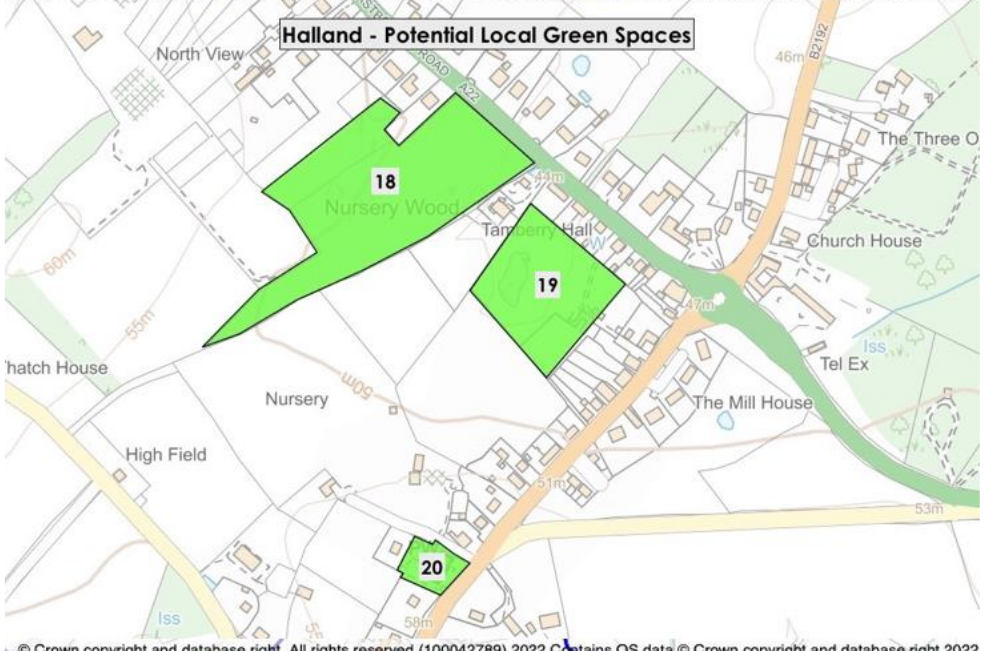 Halland - Potential Local Green Spaces
North View
ROAD
A22
B2192
46m
The Three O
18
Nursery Wood
44m
Tamberry Hall
W
Church House
60m
19
47m
55m
Iss
hatch House
Tel Ex
50m
Nursery
The Mill House
High Field
51m
53m
20
Iss
58m
© Crown copyright and database right. All rights reserved (100042789) 2022 Contains OS data © Crown copyright and database right 2022